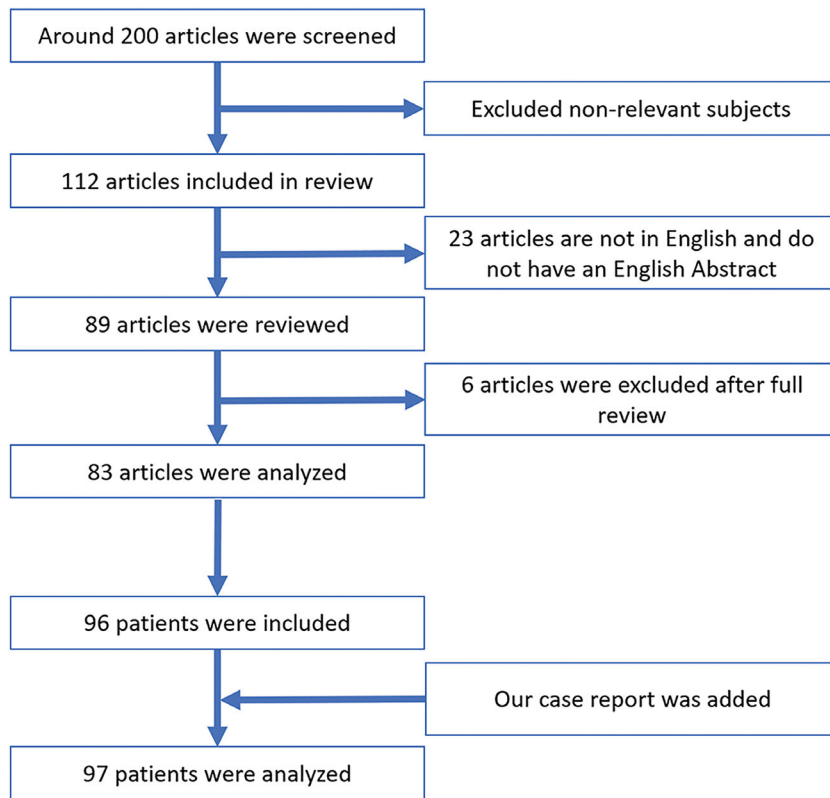 Around 200 articles were screened
Excluded non-relevant subjects
112 articles included in review
23 articles are not in English and do
not have an English Abstract
89 articles were reviewed
6 articles were excluded after full
review
83 articles were analyzed
96 patients were included
Our case report was added
97 patients were analyzed